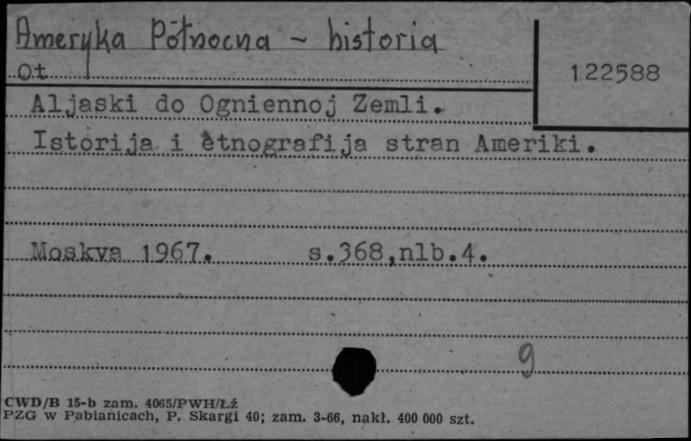 Ameryka Północna - historia
Ot
122588
Aljaski do Ogniennoj Zemli.
Istorija i ètnografija stran Ameriki.
Moskva 1967. s.368,nlb.4.
9
CWD/B 15-b zam. 4065/PWH/Łź
PZG w Pabianicach, P. Skargi 40; zam. 3-66, nakł. 400 000 szt.